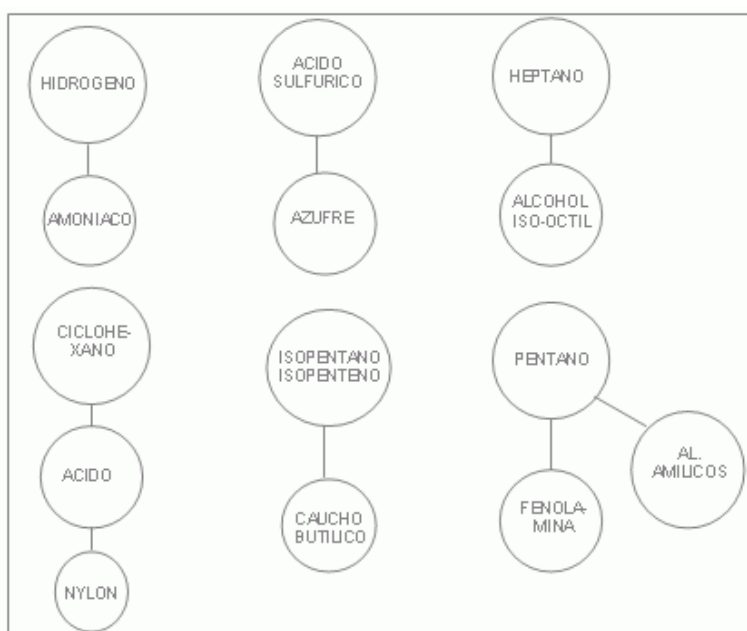 HIDROGENO
AMONIACO
ACIDO
SULFURICO
AZUFRE
HEPTANO
ALCOHOL
ISO-OCTIL
CICLOHE-
XANO
ACIDO
NYLON
ISOPENTANO
ISOPENTENO
CAUCHO
BUTILICO
PENTANO
FENOLA-
MINA
AL.
AMILICOS